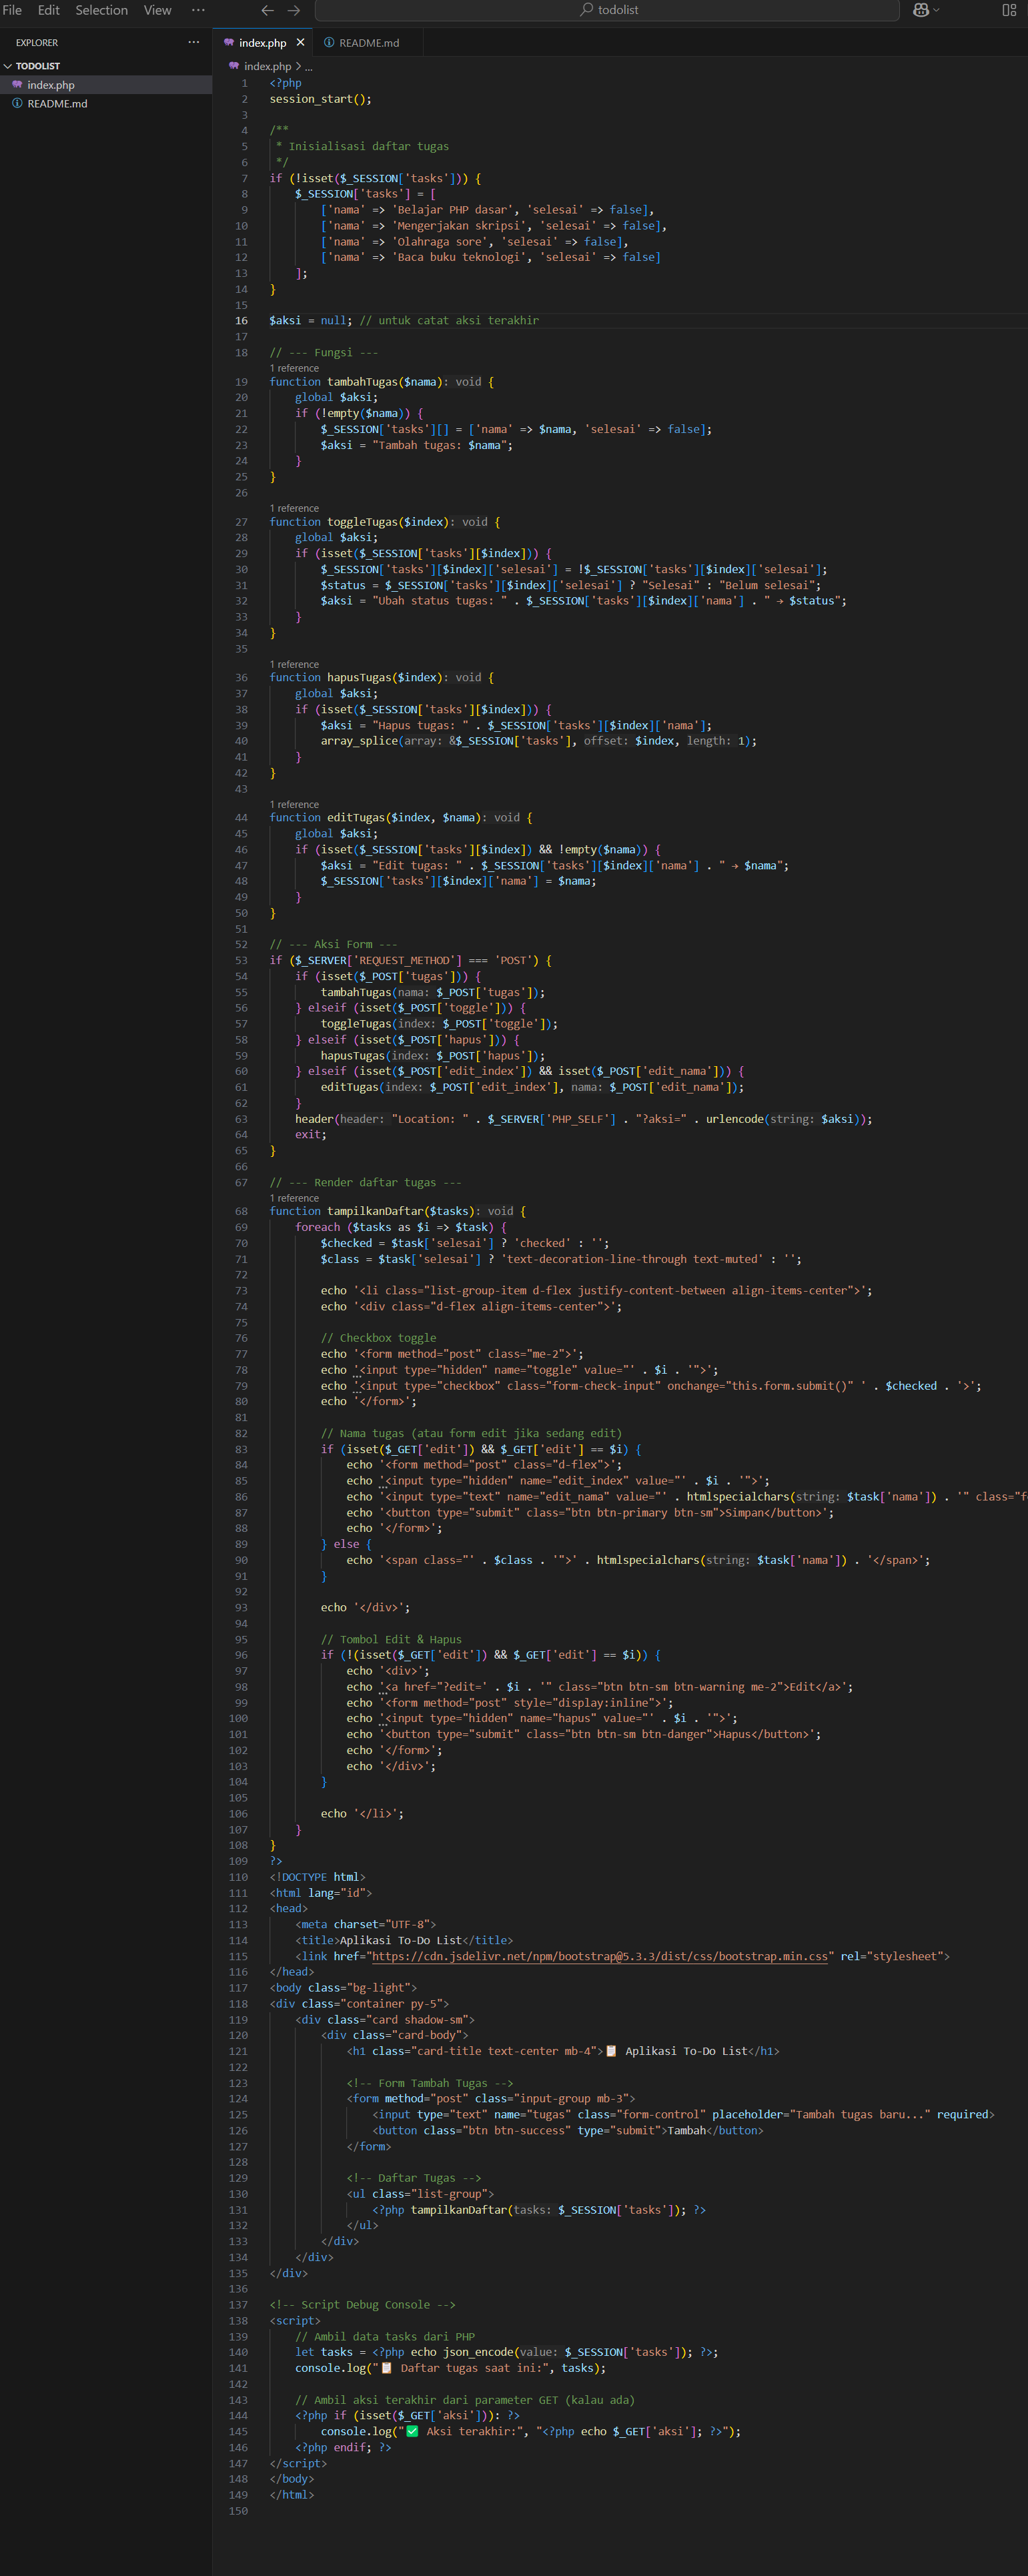 File Edit Selection View ··· ← → todolist
EXPLORER ···
TODOLIST
index.php
README.md
index.php × README.md
index.php > ...
1 <?php
2 session_start();
3
4 /**
5  * Inisialisasi daftar tugas
6  */
7 if (!isset($_SESSION['tasks'])) {
8     $_SESSION['tasks'] = [
9         ['nama' => 'Belajar PHP dasar', 'selesai' => false],
10         ['nama' => 'Mengerjakan skripsi', 'selesai' => false],
11         ['nama' => 'Olahraga sore', 'selesai' => false],
12         ['nama' => 'Baca buku teknologi', 'selesai' => false]
13     ];
14 }
15
16 $aksi = null; // untuk catat aksi terakhir
17
18 // --- Fungsi ---
1 reference
19 function tambahTugas($nama): void {
20     global $aksi;
21     if (!empty($nama)) {
22         $_SESSION['tasks'][] = ['nama' => $nama, 'selesai' => false];
23         $aksi = "Tambah tugas: $nama";
24     }
25 }
26
1 reference
27 function toggleTugas($index): void {
28     global $aksi;
29     if (isset($_SESSION['tasks'][$index])) {
30         $_SESSION['tasks'][$index]['selesai'] = !$_SESSION['tasks'][$index]['selesai'];
31         $status = $_SESSION['tasks'][$index]['selesai'] ? "Selesai" : "Belum selesai";
32         $aksi = "Ubah status tugas: " . $_SESSION['tasks'][$index]['nama'] . " → $status";
33     }
34 }
35
1 reference
36 function hapusTugas($index): void {
37     global $aksi;
38     if (isset($_SESSION['tasks'][$index])) {
39         $aksi = "Hapus tugas: " . $_SESSION['tasks'][$index]['nama'];
40         array_splice(array: &$_SESSION['tasks'], offset: $index, length: 1);
41     }
42 }
43
1 reference
44 function editTugas($index, $nama): void {
45     global $aksi;
46     if (isset($_SESSION['tasks'][$index]) && !empty($nama)) {
47         $aksi = "Edit tugas: " . $_SESSION['tasks'][$index]['nama'] . " → $nama";
48         $_SESSION['tasks'][$index]['nama'] = $nama;
49     }
50 }
51
52 // --- Aksi Form ---
53 if ($_SERVER['REQUEST_METHOD'] === 'POST') {
54     if (isset($_POST['tugas'])) {
55         tambahTugas(nama: $_POST['tugas']);
56     } elseif (isset($_POST['toggle'])) {
57         toggleTugas(index: $_POST['toggle']);
58     } elseif (isset($_POST['hapus'])) {
59         hapusTugas(index: $_POST['hapus']);
60     } elseif (isset($_POST['edit_index']) && isset($_POST['edit_nama'])) {
61         editTugas(index: $_POST['edit_index'], nama: $_POST['edit_nama']);
62     }
63     header(header: "Location: " . $_SERVER['PHP_SELF'] . "?aksi=" . urlencode(string: $aksi));
64     exit;
65 }
66
67 // --- Render daftar tugas ---
1 reference
68 function tampilkanDaftar($tasks): void {
69     foreach ($tasks as $i => $task) {
70         $checked = $task['selesai'] ? 'checked' : '';
71         $class = $task['selesai'] ? 'text-decoration-line-through text-muted' : '';
72
73         echo '<li class="list-group-item d-flex justify-content-between align-items-center">';
74         echo '<div class="d-flex align-items-center">';
75
76         // Checkbox toggle
77         echo '<form method="post" class="me-2">';
78         echo '<input type="hidden" name="toggle" value="' . $i . '">';
79         echo '<input type="checkbox" class="form-check-input" onchange="this.form.submit()" ' . $checked . '>';
80         echo '</form>';
81
82         // Nama tugas (atau form edit jika sedang edit)
83         if (isset($_GET['edit']) && $_GET['edit'] == $i) {
84             echo '<form method="post" class="d-flex">';
85             echo '<input type="hidden" name="edit_index" value="' . $i . '">';
86             echo '<input type="text" name="edit_nama" value="' . htmlspecialchars(string: $task['nama']) . '" class="f
87             echo '<button type="submit" class="btn btn-primary btn-sm">Simpan</button>';
88             echo '</form>';
89         } else {
90             echo '<span class="' . $class . '">' . htmlspecialchars(string: $task['nama']) . '</span>';
91         }
92
93         echo '</div>';
94
95         // Tombol Edit & Hapus
96         if (!(isset($_GET['edit']) && $_GET['edit'] == $i)) {
97             echo '<div>';
98             echo '<a href="?edit=' . $i . '" class="btn btn-sm btn-warning me-2">Edit</a>';
99             echo '<form method="post" style="display:inline">';
100             echo '<input type="hidden" name="hapus" value="' . $i . '">';
101             echo '<button type="submit" class="btn btn-sm btn-danger">Hapus</button>';
102             echo '</form>';
103             echo '</div>';
104         }
105
106         echo '</li>';
107     }
108 }
109 ?>
110 <!DOCTYPE html>
111 <html lang="id">
112 <head>
113     <meta charset="UTF-8">
114     <title>Aplikasi To-Do List</title>
115     <link href="https://cdn.jsdelivr.net/npm/bootstrap@5.3.3/dist/css/bootstrap.min.css" rel="stylesheet">
116 </head>
117 <body class="bg-light">
118 <div class="container py-5">
119     <div class="card shadow-sm">
120         <div class="card-body">
121             <h1 class="card-title text-center mb-4">📋 Aplikasi To-Do List</h1>
122
123             <!-- Form Tambah Tugas -->
124             <form method="post" class="input-group mb-3">
125                 <input type="text" name="tugas" class="form-control" placeholder="Tambah tugas baru..." required>
126                 <button class="btn btn-success" type="submit">Tambah</button>
127             </form>
128
129             <!-- Daftar Tugas -->
130             <ul class="list-group">
131                 <?php tampilkanDaftar(tasks: $_SESSION['tasks']); ?>
132             </ul>
133         </div>
134     </div>
135 </div>
136
137 <!-- Script Debug Console -->
138 <script>
139     // Ambil data tasks dari PHP
140     let tasks = <?php echo json_encode(value: $_SESSION['tasks']); ?>;
141     console.log("📋 Daftar tugas saat ini:", tasks);
142
143     // Ambil aksi terakhir dari parameter GET (kalau ada)
144     <?php if (isset($_GET['aksi'])): ?>
145         console.log("✅ Aksi terakhir:", "<?php echo $_GET['aksi']; ?>");
146     <?php endif; ?>
147 </script>
148 </body>
149 </html>
150